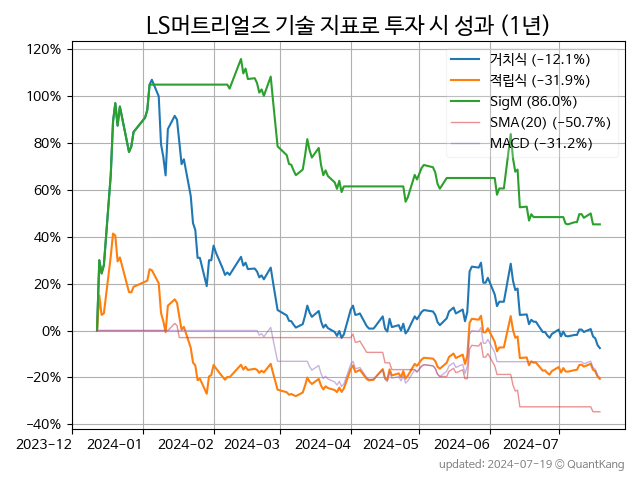 LS머트리얼즈 기술 지표로 투자 시 성과 (1년)
120%
100%
80%
60%
40%
20%
0%
−20%
−40%
거치식 (−12.1%)
적립식 (−31.9%)
SigM (86.0%)
SMA(20) (−50.7%)
MACD (−31.2%)
2023-12 2024-01 2024-02 2024-03 2024-04 2024-05 2024-06 2024-07
updated: 2024-07-19 © QuantKang